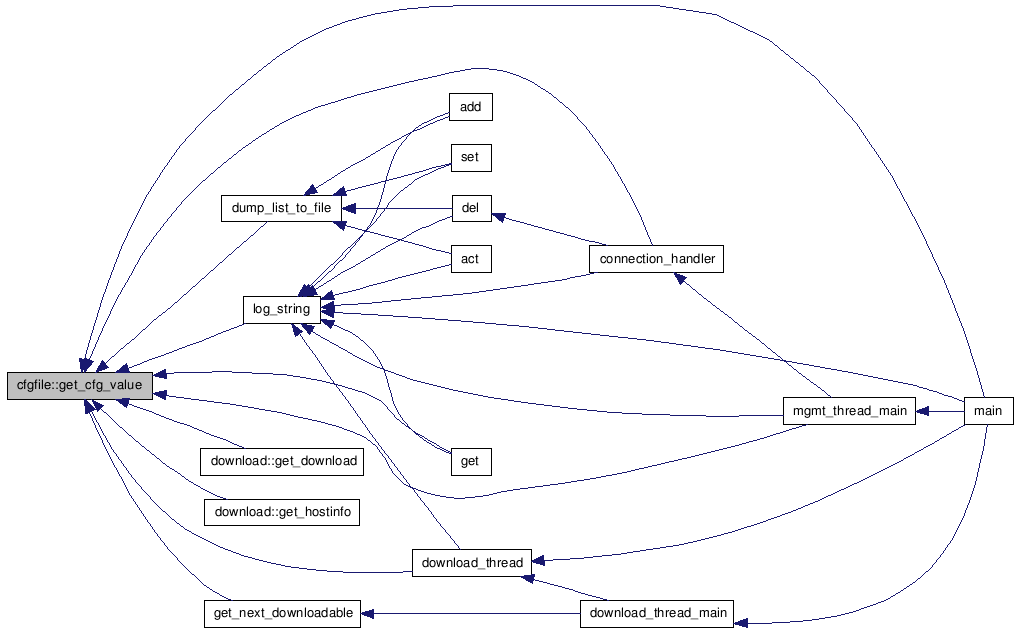 add
set
dump_list_to_file
del
act
connection_handler
log_string
cfgfile::get_cfg_value
mgmt_thread_main
main
download::get_download
get
download::get_hostinfo
download_thread
get_next_downloadable
download_thread_main